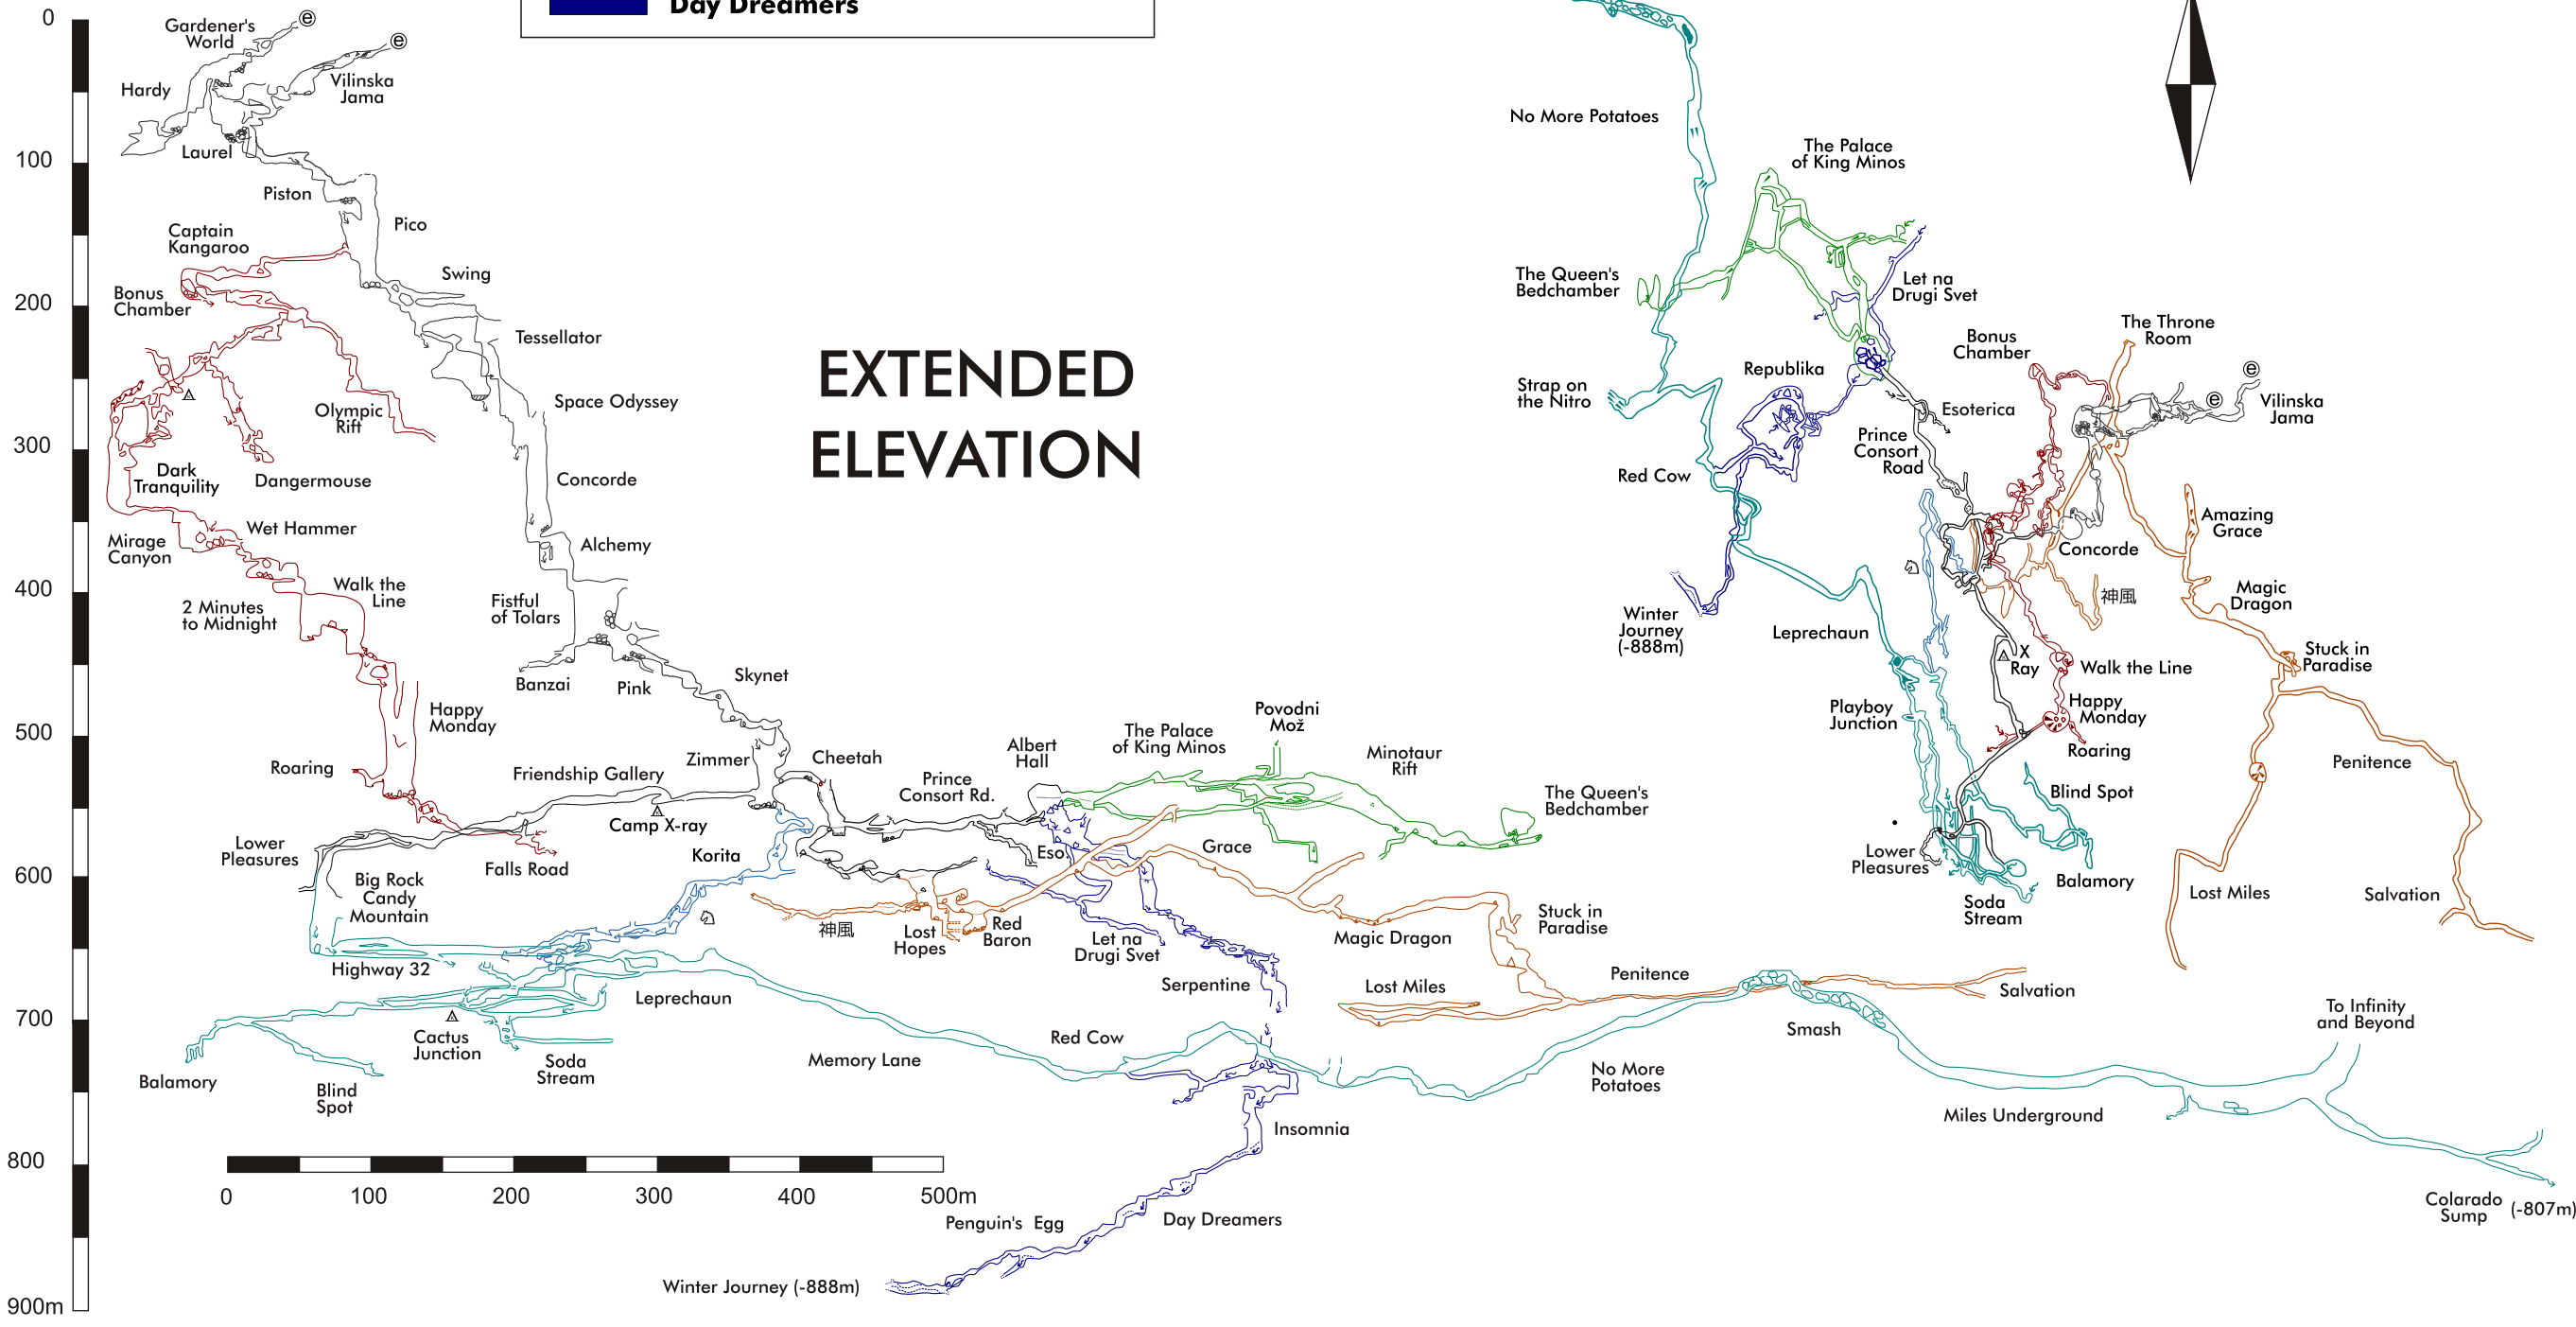 Day Dreamers
0
100
200
300
400
500
600
700
800
900m
Gardener's
World
e
e
Hardy
Vilinska
Jama
Laurel
Piston
Pico
Captain
Kangaroo
Swing
Bonus
Chamber
Tessellator
Space Odyssey
Olympic
Rift
Dark
Tranquility
Dangermouse
Concorde
Wet Hammer
Mirage
Canyon
Alchemy
Walk the
Line
2 Minutes
to Midnight
Fistful
of Tolars
Banzai
Pink
Skynet
Happy
Monday
Roaring
Friendship Gallery
Zimmer
Cheetah
Camp X-ray
Lower
Pleasures
Falls Road
Korita
Big Rock
Candy
Mountain
Highway 32
Prince
Consort Rd.
Albert
Hall
The Palace
of King Minos
Povodni
Mož
Minotaur
Rift
The Queen's
Bedchamber
Eso.
Grace
神風
Lost
Hopes
Red
Baron
Let na
Drugi Svet
Serpentine
Magic Dragon
Stuck in
Paradise
Lost Miles
Penitence
Salvation
Leprechaun
Cactus
Junction
Soda
Stream
Balamory
Blind
Spot
Memory Lane
Red Cow
No More
Potatoes
Smash
To Infinity
and Beyond
Miles Underground
Colarado
Sump
(-807m)
Insomnia
Day Dreamers
Penguin's Egg
Winter Journey (-888m)
0
100
200
300
400
500m
EXTENDED
ELEVATION
No More Potatoes
The Palace
of King Minos
The Queen's
Bedchamber
Let na
Drugi Svet
Strap on
the Nitro
Republika
Red Cow
Esoterica
Prince
Consort
Road
Bonus
Chamber
The Throne
Room
e
e
Vilinska
Jama
Amazing
Grace
Concorde
神風
Magic
Dragon
Winter
Journey
(-888m)
Leprechaun
X
Ray
Walk the Line
Stuck in
Paradise
Playboy
Junction
Happy
Monday
Roaring
Penitence
Blind Spot
Lower
Pleasures
Balamory
Soda
Stream
Lost Miles
Salvation